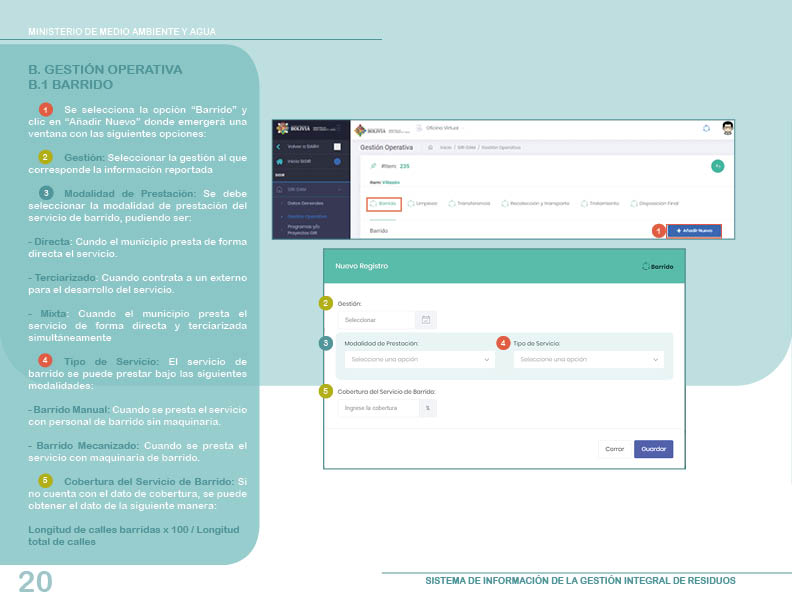 MINISTERIO DE MEDIO AMBIENTE Y AGUA
B. GESTIÓN OPERATIVA
B.1 BARRIDO
1 Se selecciona la opción “Barrido” y
clic en “Añadir Nuevo” donde emergerá una
ventana con las siguientes opciones:
2 Gestión: Seleccionar la gestión al que
corresponde la información reportada
3 Modalidad de Prestación: Se debe
seleccionar la modalidad de prestación del
servicio de barrido, pudiendo ser:
- Directa: Cundo el municipio presta de forma
directa el servicio.
- Terciarizado: Cuando contrata a un externo
para el desarrollo del servicio.
- Mixta: Cuando el municipio presta el
servicio de forma directa y terciarizada
simultáneamente
4 Tipo de Servicio: El servicio de
barrido se puede prestar bajo las siguientes
modalidades:
- Barrido Manual: Cuando se presta el servicio
con personal de barrido sin maquinaria.
- Barrido Mecanizado: Cuando se presta el
servicio con maquinaria de barrido.
5 Cobertura del Servicio de Barrido: Si
no cuenta con el dato de cobertura, se puede
obtener el dato de la siguiente manera:
Longitud de calles barridas x 100 / Longitud
total de calles
BOLIVIA
Volver a SIARH
Inicio SIGIR
SIGIR
GIR-GAM
Datos Generales
Gestión Operativa
Programas y/o
Proyectos GIR
BOLIVIA
Oficina Virtual
Gestión Operativa
Inicio / GIR-GAM / Gestión Operativa
#Item: 235
Item: Villazón
Barrido Limpieza Transferencia Recolección y transporte Tratamiento Disposición Final
Barrido
1 + Añadir Nuevo
Nuevo Registro
Barrido
2 Gestión:
Seleccionar
3 Modalidad de Prestación:
Seleccione una opción
4 Tipo de Servicio:
Seleccione una opción
5 Cobertura del Servicio de Barrido:
Ingrese la cobertura %
Cerrar Guardar
20
SISTEMA DE INFORMACIÓN DE LA GESTIÓN INTEGRAL DE RESIDUOS